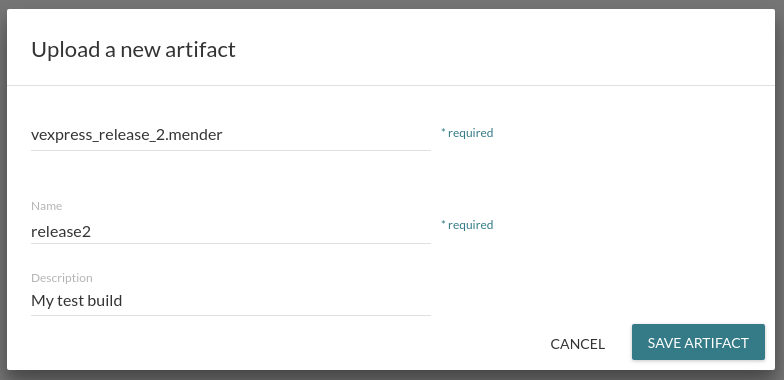 Upload a new artifact
vexpress_release_2.mender
* required
Name
release2
* required
Description
My test build
CANCEL
SAVE ARTIFACT